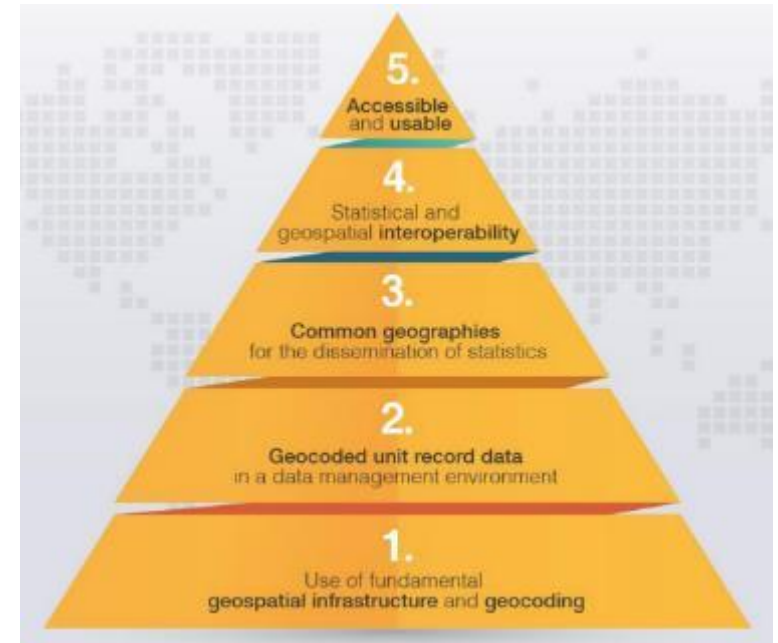 5.
Accessible
and usable
4.
Statistical and
geospatial interoperability
3.
Common geographies
for the dissemination of statistics
2.
Geocoded unit record data
in a data management environment
1.
Use of fundamental
geospatial infrastructure and geocoding